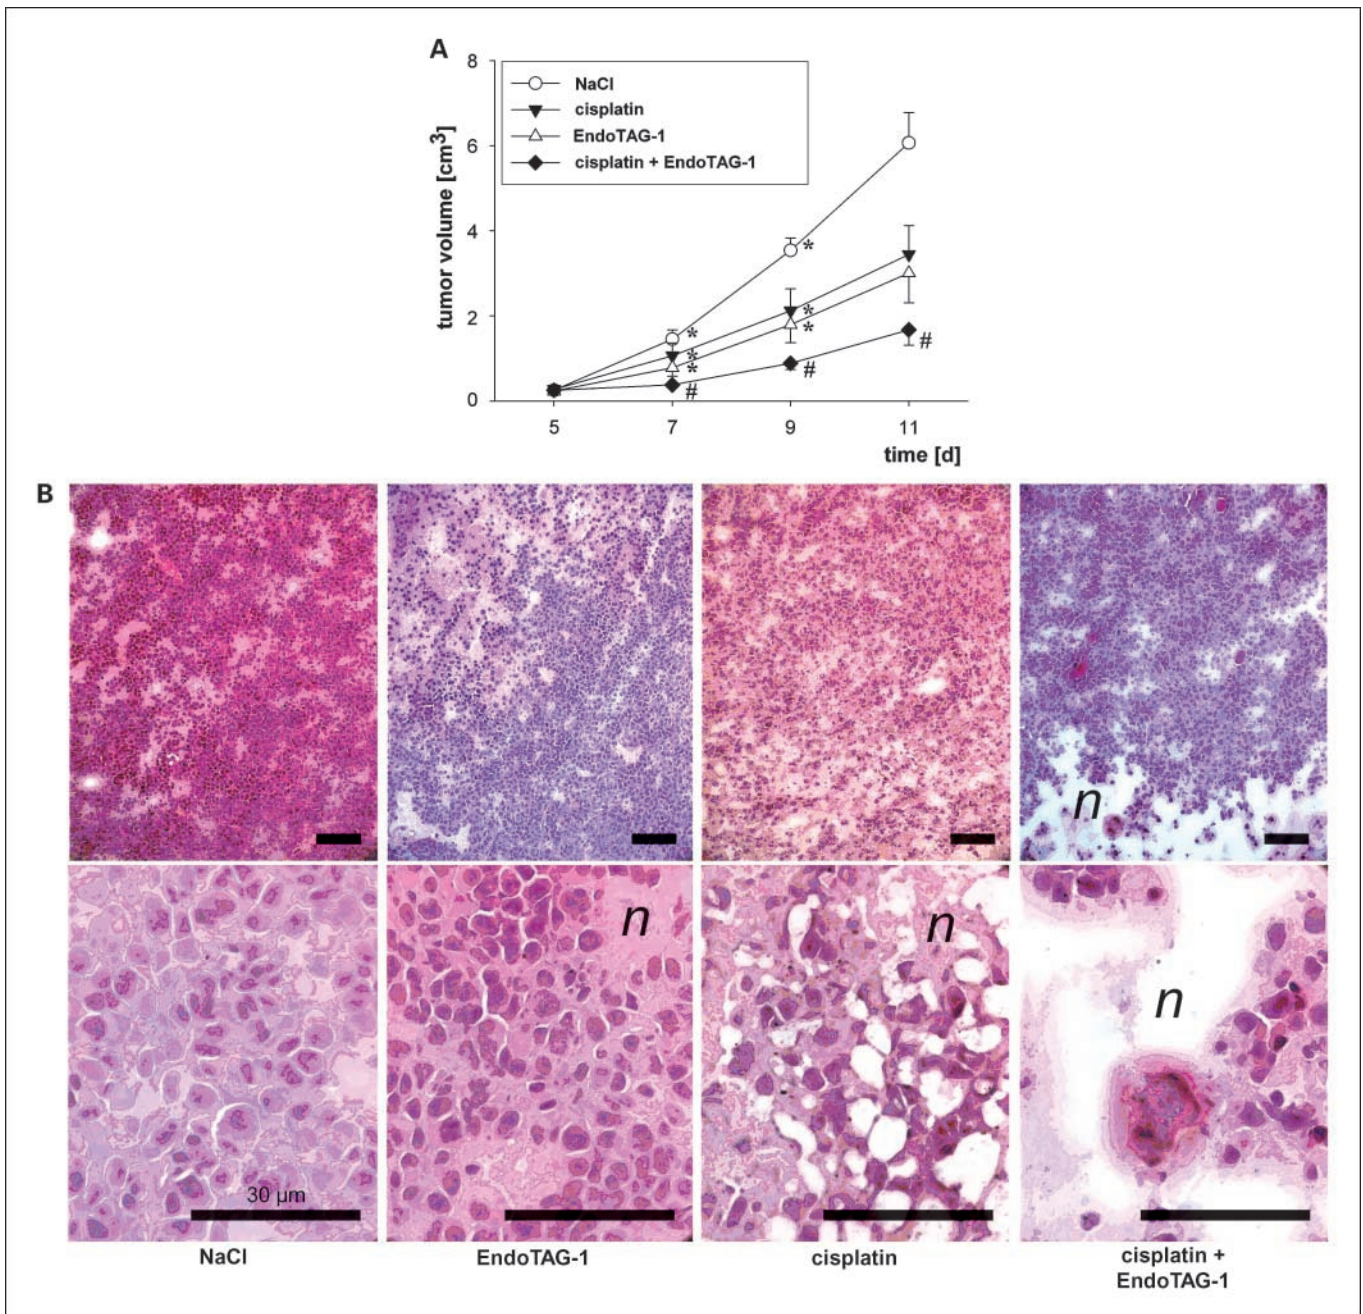 A
8
6
4
2
0
tumor volume [cm³]
NaCl
cisplatin
EndoTAG-1
cisplatin + EndoTAG-1
*
*
*
*
*
*
#
#
#
5 7 9 11
time [d]
B
n
n n n
30 µm
NaCl EndoTAG-1 cisplatin cisplatin +
EndoTAG-1